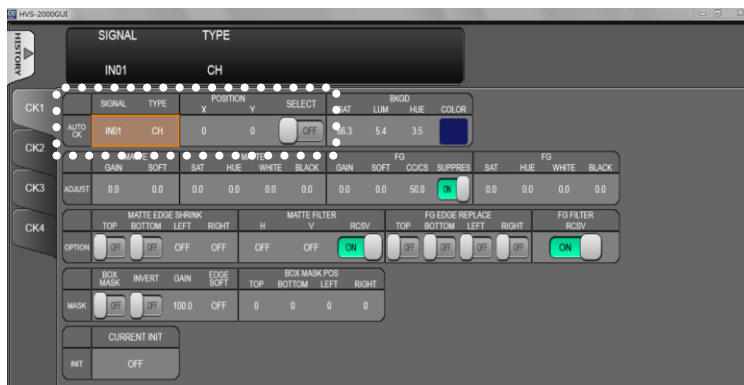 HVS-2000GUI
HISTORY
SIGNAL TYPE
IN01 CH
CK1
CK2
CK3
CK4
SIGNAL TYPE POSITION X Y SELECT
AUTO CK IN01 CH 0 0 OFF
BKGD
SAT LUM HUE COLOR
66.3 5.4 3.5
MATTE FG FG
GAIN SOFT SAT HUE WHITE BLACK GAIN SOFT CC/CS SUPPRES SAT HUE WHITE BLACK
ADJUST 0.0 0.0 0.0 0.0 0.0 0.0 0.0 0.0 50.0 ON 0.0 0.0 0.0 0.0
MATTE EDGE SHRINK MATTE FILTER FG EDGE REPLACE FG FILTER
TOP BOTTOM LEFT RIGHT H V RCSV TOP BOTTOM LEFT RIGHT RCSV
OPTION OFF OFF OFF OFF OFF OFF ON OFF OFF OFF OFF ON
BOX MASK INVERT GAIN EDGE SOFT BOX MASK POS
TOP BOTTOM LEFT RIGHT
MASK OFF OFF 100.0 OFF 0 0 0 0
CURRENT INIT
INIT OFF